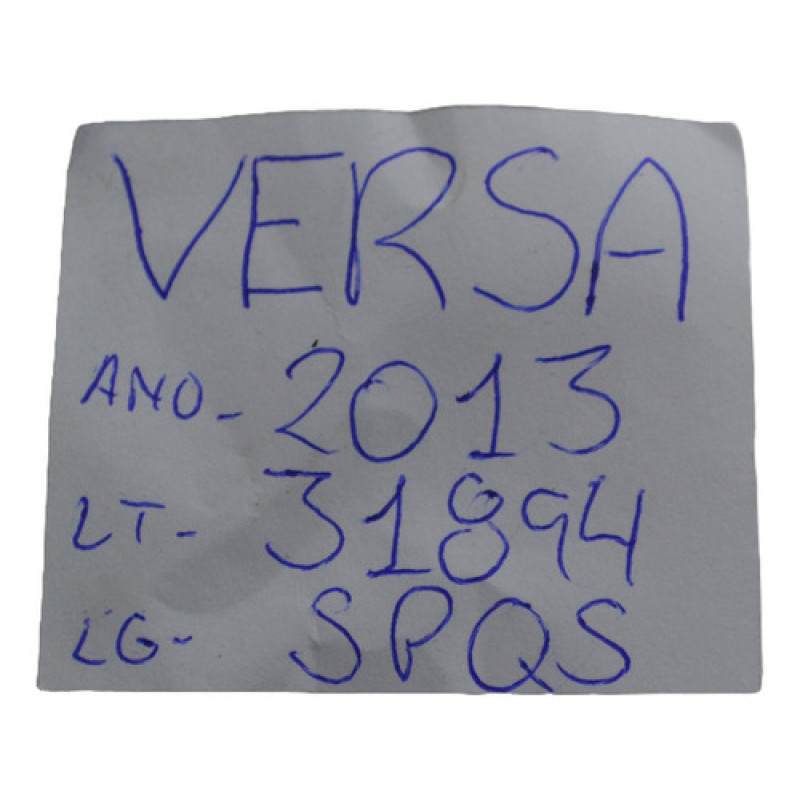 VERSA
ANO- 2013
LT- 31894
LG- SPQS